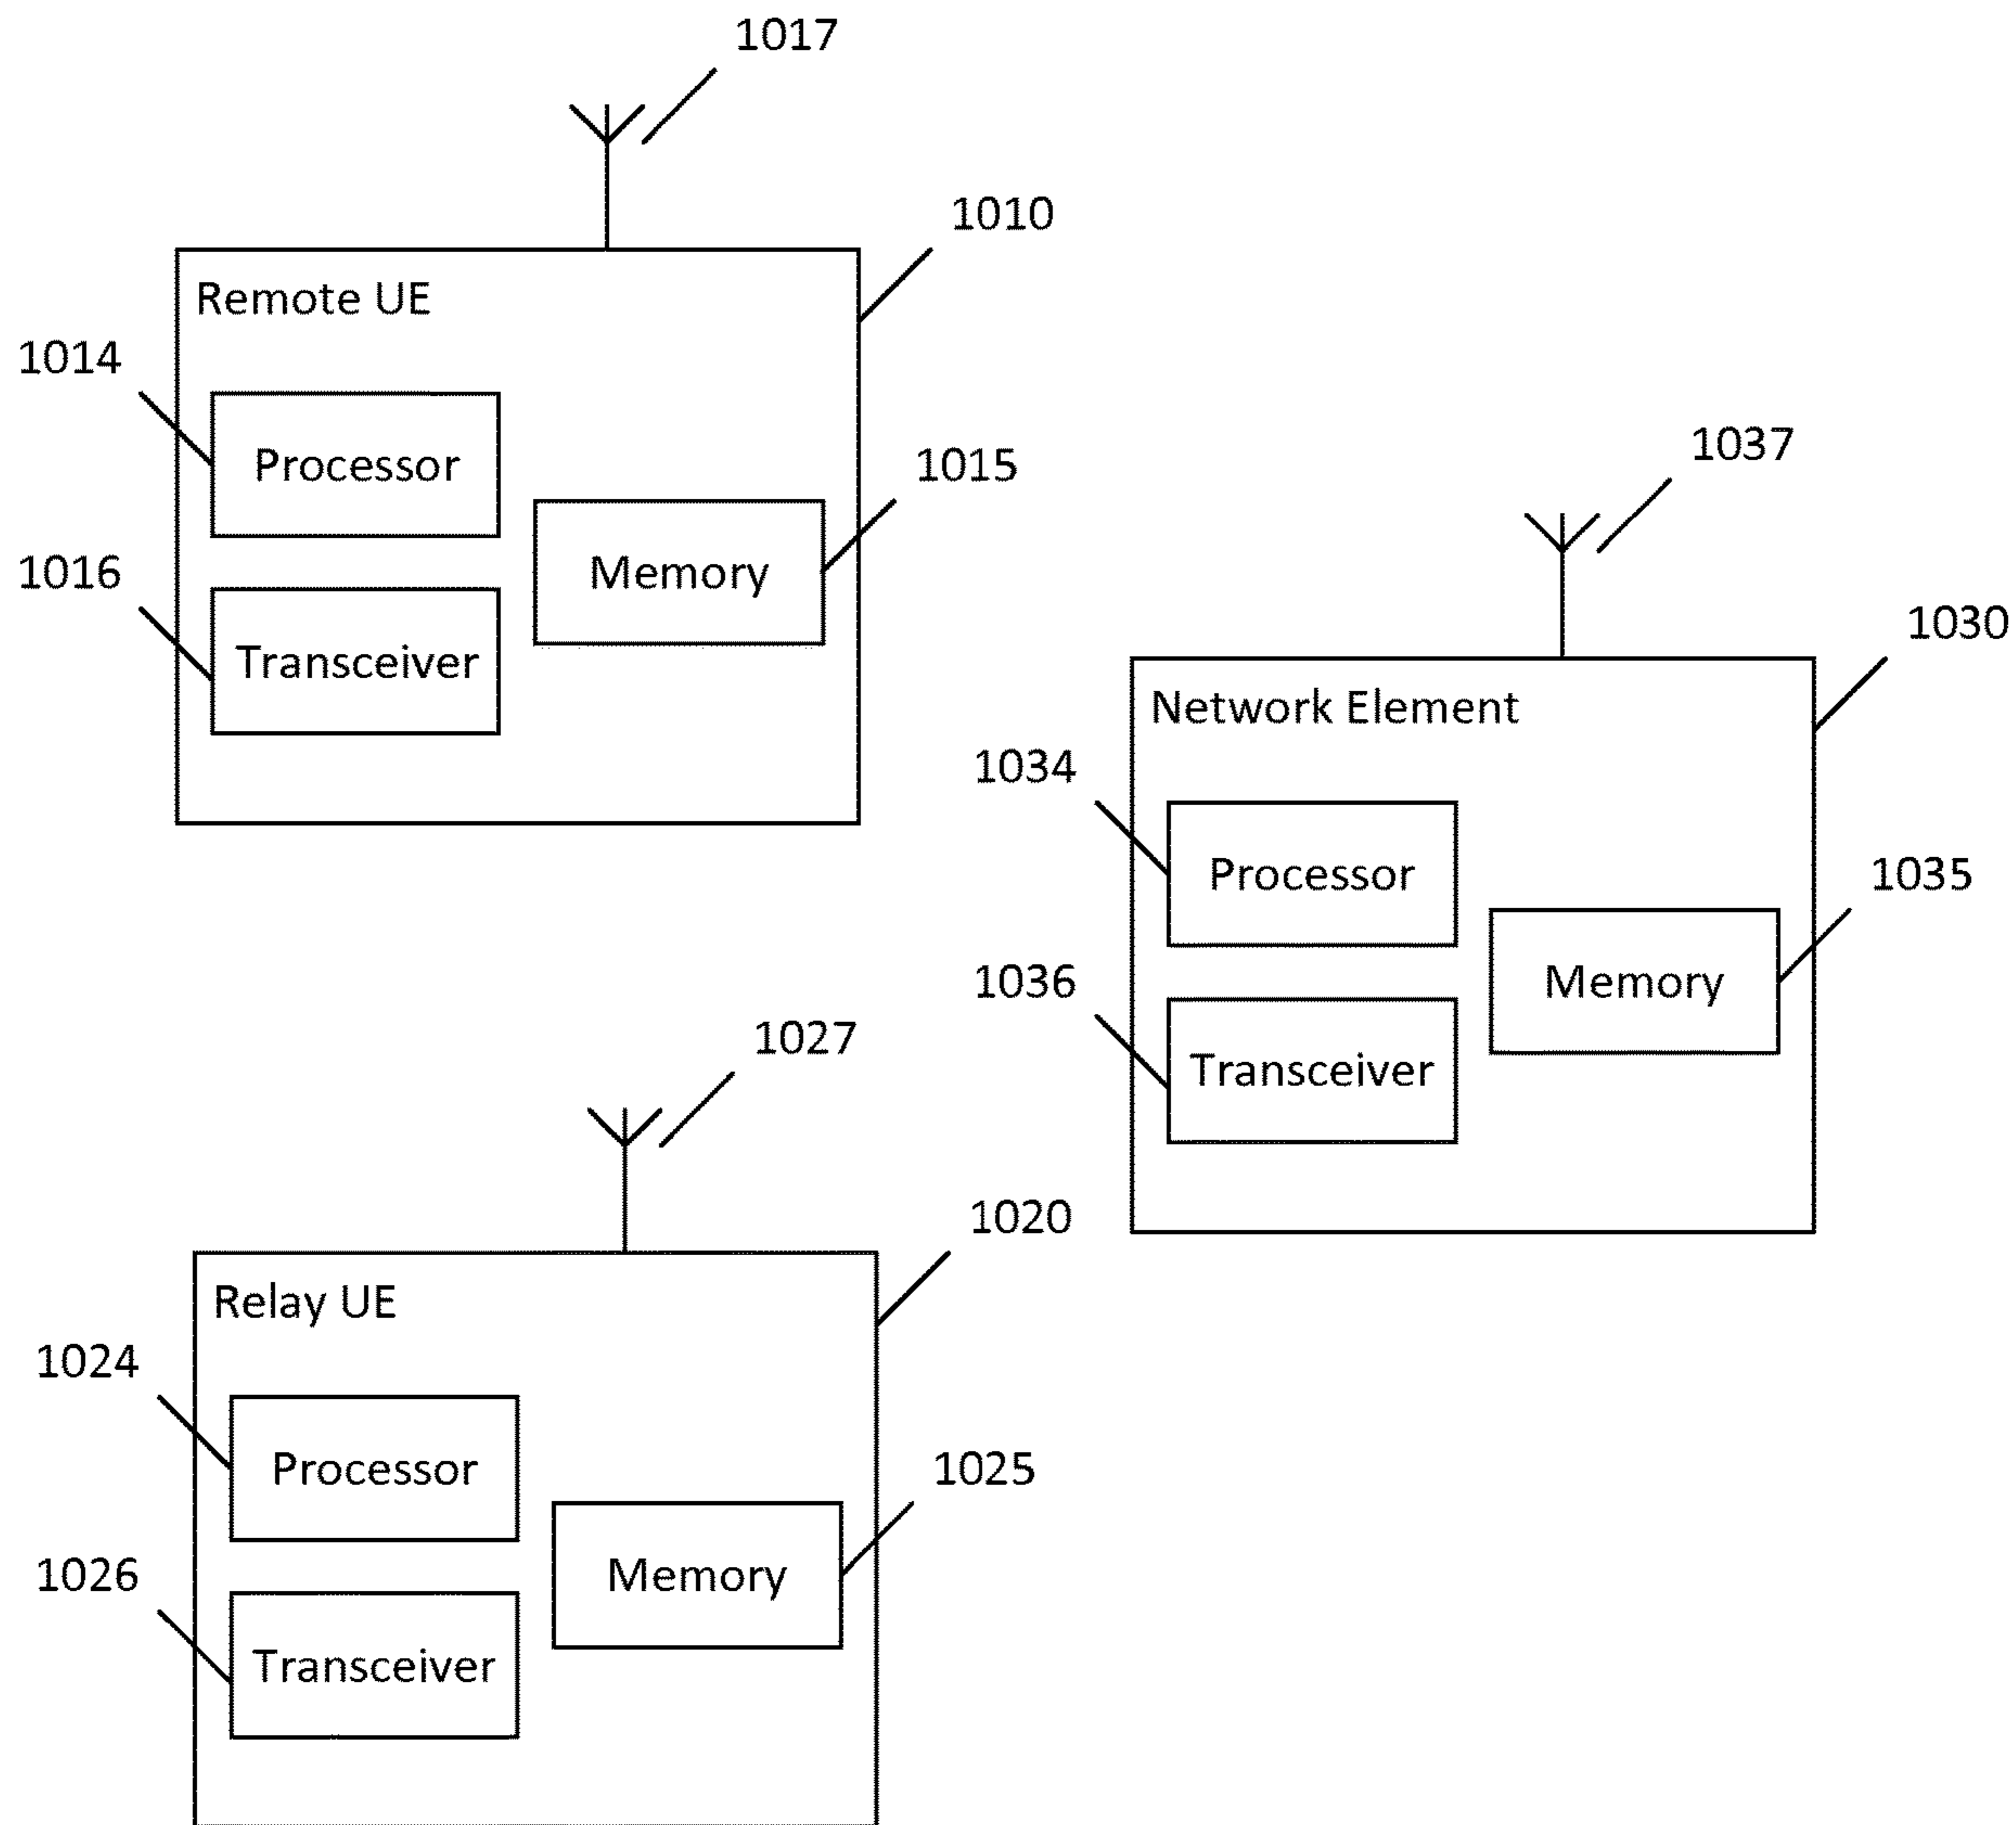 1017
1010
Remote UE
1014
Processor
1015
Memory
1016
Transceiver
1037
1030
Network Element
1034
Processor
1035
Memory
1036
Transceiver
1027
1020
Relay UE
1024
Processor
1025
Memory
1026
Transceiver